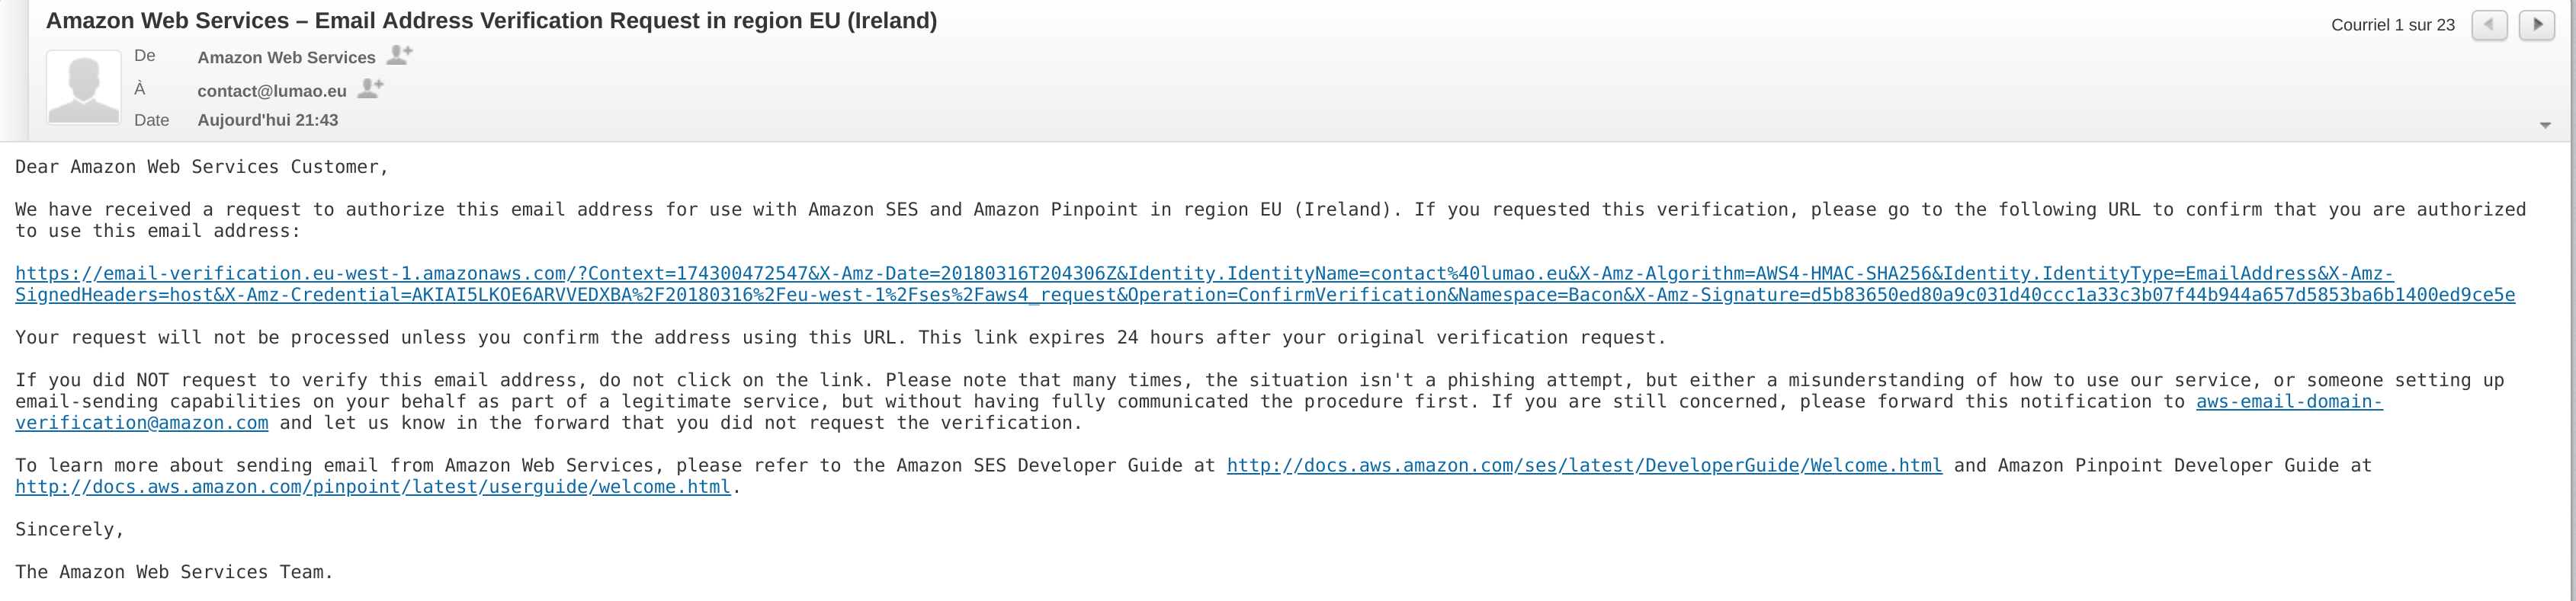 Amazon Web Services – Email Address Verification Request in region EU (Ireland)
Courriel 1 sur 23
De Amazon Web Services
À contact@lumao.eu
Date Aujourd'hui 21:43
Dear Amazon Web Services Customer,
We have received a request to authorize this email address for use with Amazon SES and Amazon Pinpoint in region EU (Ireland). If you requested this verification, please go to the following URL to confirm that you are authorized
to use this email address:
https://email-verification.eu-west-1.amazonaws.com/?Context=174300472547&X-Amz-Date=20180316T204306Z&Identity.IdentityName=contact%40lumao.eu&X-Amz-Algorithm=AWS4-HMAC-SHA256&Identity.IdentityType=EmailAddress&X-Amz-
SignedHeaders=host&X-Amz-Credential=AKIAI5LKOE6ARVVEDXBA%2F20180316%2Feu-west-1%2Fses%2Faws4_request&Operation=ConfirmVerification&Namespace=Bacon&X-Amz-Signature=d5b83650ed80a9c031d40ccc1a33c3b07f44b944a657d5853ba6b1400ed9ce5e
Your request will not be processed unless you confirm the address using this URL. This link expires 24 hours after your original verification request.
If you did NOT request to verify this email address, do not click on the link. Please note that many times, the situation isn't a phishing attempt, but either a misunderstanding of how to use our service, or someone setting up
email-sending capabilities on your behalf as part of a legitimate service, but without having fully communicated the procedure first. If you are still concerned, please forward this notification to aws-email-domain-
verification@amazon.com and let us know in the forward that you did not request the verification.
To learn more about sending email from Amazon Web Services, please refer to the Amazon SES Developer Guide at http://docs.aws.amazon.com/ses/latest/DeveloperGuide/Welcome.html and Amazon Pinpoint Developer Guide at
http://docs.aws.amazon.com/pinpoint/latest/userguide/welcome.html.
Sincerely,
The Amazon Web Services Team.